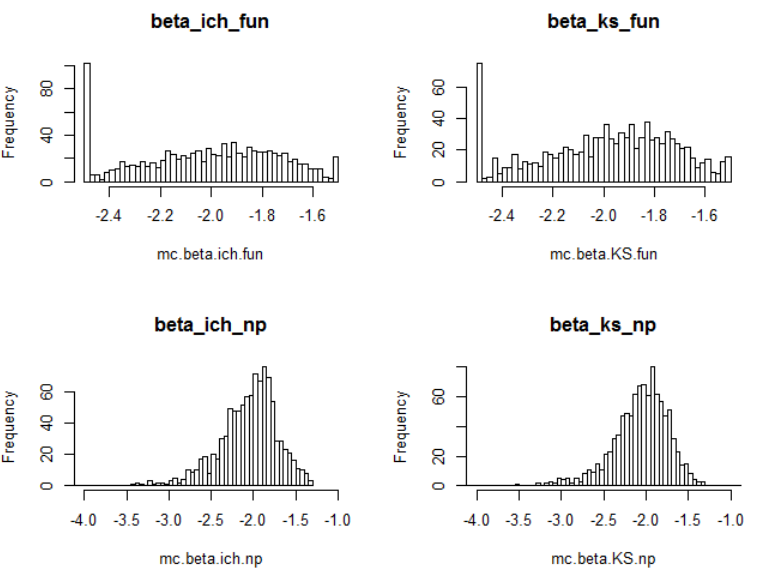 beta_ich_fun
Frequency
0 40 80
-2.4 -2.2 -2.0 -1.8 -1.6
mc.beta.ich.fun
beta_ks_fun
Frequency
0 20 40 60
-2.4 -2.2 -2.0 -1.8 -1.6
mc.beta.KS.fun
beta_ich_np
Frequency
0 20 40 60
-4.0 -3.5 -3.0 -2.5 -2.0 -1.5 -1.0
mc.beta.ich.np
beta_ks_np
Frequency
0 20 60
-4.0 -3.5 -3.0 -2.5 -2.0 -1.5 -1.0
mc.beta.KS.np